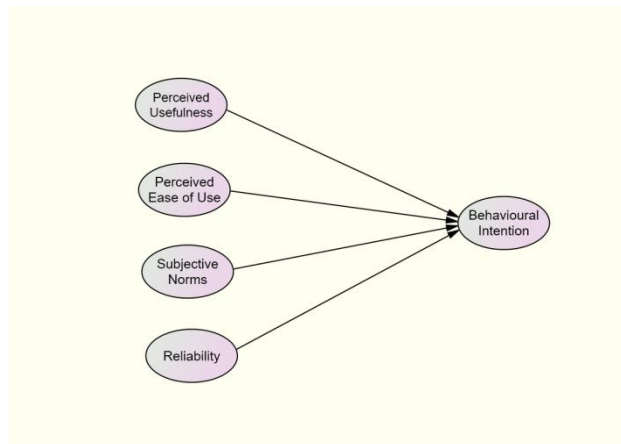 Perceived
Usefulness
Perceived
Ease of Use
Behavioural
Intention
Subjective
Norms
Reliability